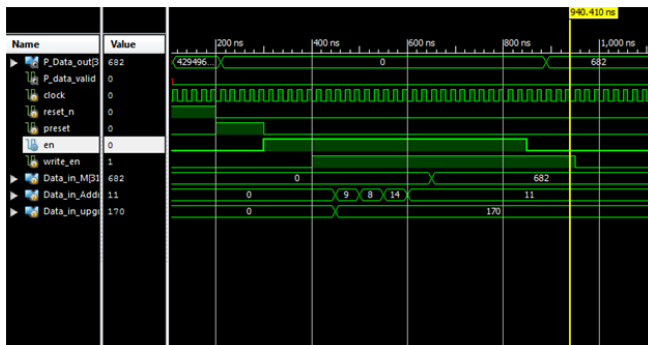 940.410 ns
Name Value 200 ns 400 ns 600 ns 800 ns 1,000 ns
P_Data_out[3 682 429496... 0 682
P_data_valid 0
clock 0
reset_n 0
preset 0
en 0
write_en 1
Data_in_M[31 682 0 682
Data_in_Addr 11 0 9 8 14 11
Data_in_upgr 170 0 170